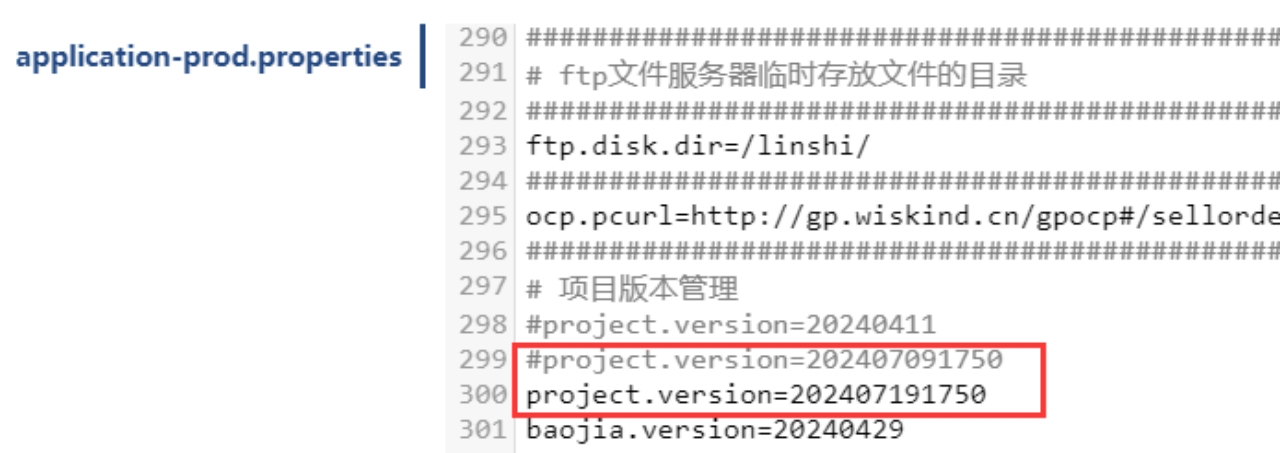 application-prod.properties
290 ##############################################
291 # ftp文件服务器临时存放文件的目录
292 ##############################################
293 ftp.disk.dir=/linshi/
294 ##############################################
295 ocp.pcurl=http://gp.wiskind.cn/gpocp#/sellorde
296 ##############################################
297 # 项目版本管理
298 #project.version=20240411
299 #project.version=202407091750
300 project.version=202407191750
301 baojia.version=20240429